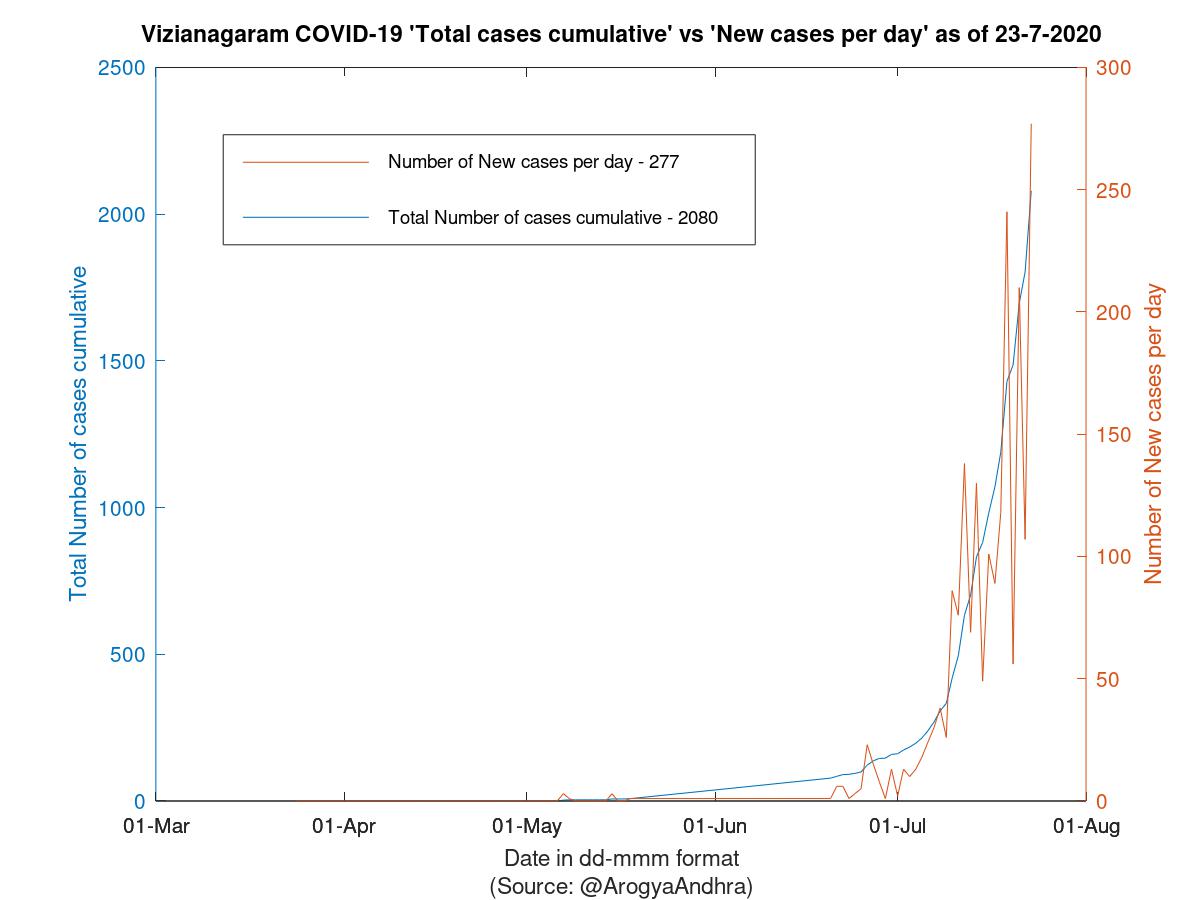 Vizianagaram COVID-19 'Total cases cumulative' vs 'New cases per day' as of 23-7-2020
2500
2000
1500
1000
500
0
Total Number of cases cumulative
Number of New cases per day - 277
Total Number of cases cumulative - 2080
300
250
200
150
100
50
0
Number of New cases per day
01-Mar 01-Apr 01-May 01-Jun 01-Jul 01-Aug
Date in dd-mmm format
(Source: @ArogyaAndhra)